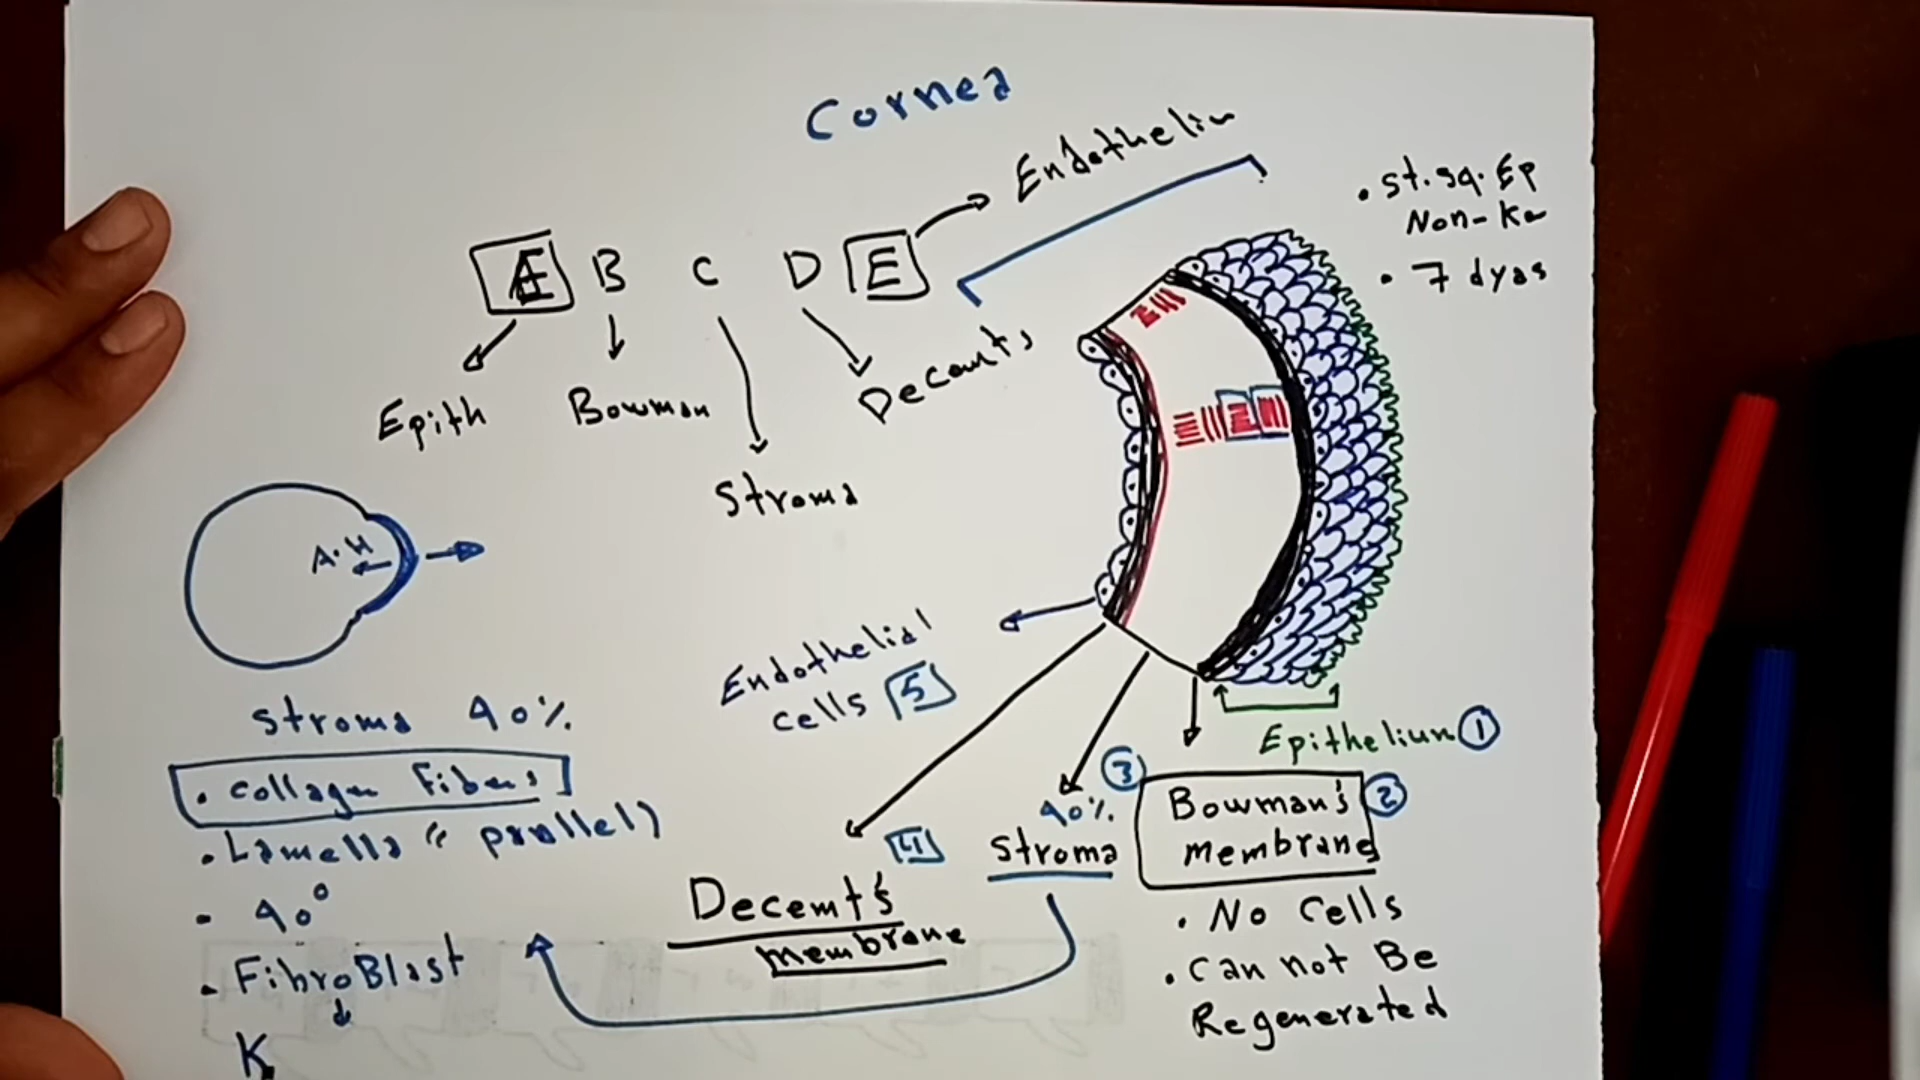 Cornea
E B C D E
Endotheliu
Epith
Bowman
Stroma
Decemts
• st.sq.Ep
Non-Ke
• 7 dyas
A.H
Endothelial
cells 5
Stroma 90%
• Collagen Fibers
• Lamella (" parallel)
• 90°
• FibroBlast
K
4
Decemt's
membrane
3
90%
Stroma
Epithelium 1
Bowman's 2
membrane
• No Cells
• Can not Be
Regenerated